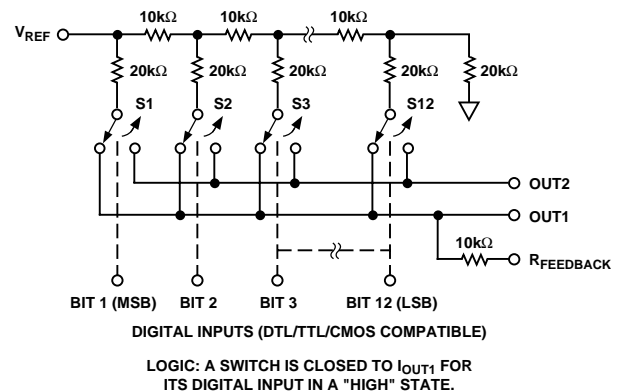 10kΩ 10kΩ 10kΩ
VREF
20kΩ 20kΩ 20kΩ 20kΩ 20kΩ
S1 S2 S3 S12
OUT2
OUT1
10kΩ
RFEEDBACK
BIT 1 (MSB) BIT 2 BIT 3 BIT 12 (LSB)
DIGITAL INPUTS (DTL/TTL/CMOS COMPATIBLE)
LOGIC: A SWITCH IS CLOSED TO IOUT1 FOR
ITS DIGITAL INPUT IN A "HIGH" STATE.